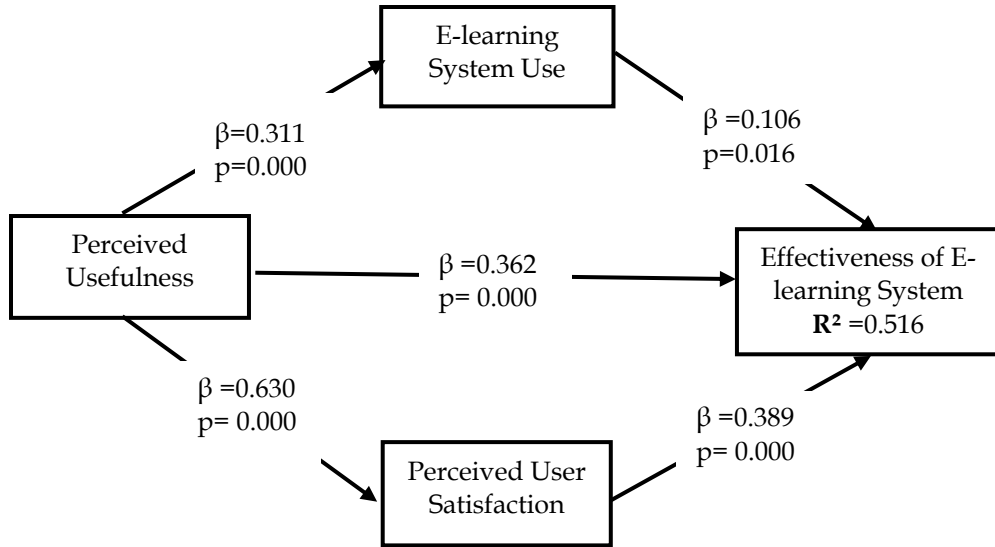 E-learning
System Use
β=0.311
p=0.000
β =0.106
p=0.016
Perceived
Usefulness
β =0.362
p= 0.000
Effectiveness of E-
learning System
R² =0.516
β =0.630
p= 0.000
β =0.389
p= 0.000
Perceived User
Satisfaction